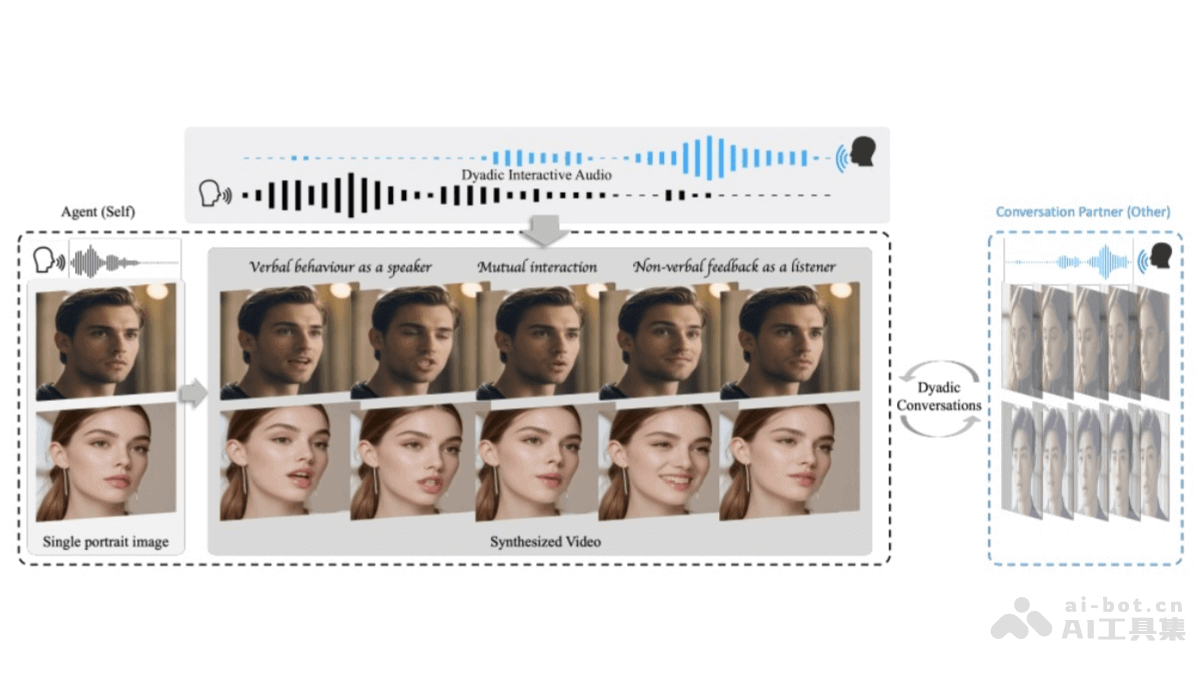 Dyadic Interactive Audio
Agent (Self)
Conversation Partner (Other)
Verbal behaviour as a speaker
Mutual interaction
Non-verbal feedback as a listener
Dyadic
Conversations
Single portrait image
Synthesized Video
ai-bot.cn
AI工具集